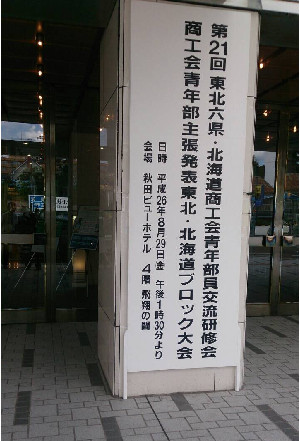 第21回 東北六県・北海道商工会青年部員交流研修会
商工会青年部主張発表東北・北海道ブロック大会
日時 平成26年8月29日㈮ 午後1時30分より
会場 秋田ビューホテル 4階 飛翔の間